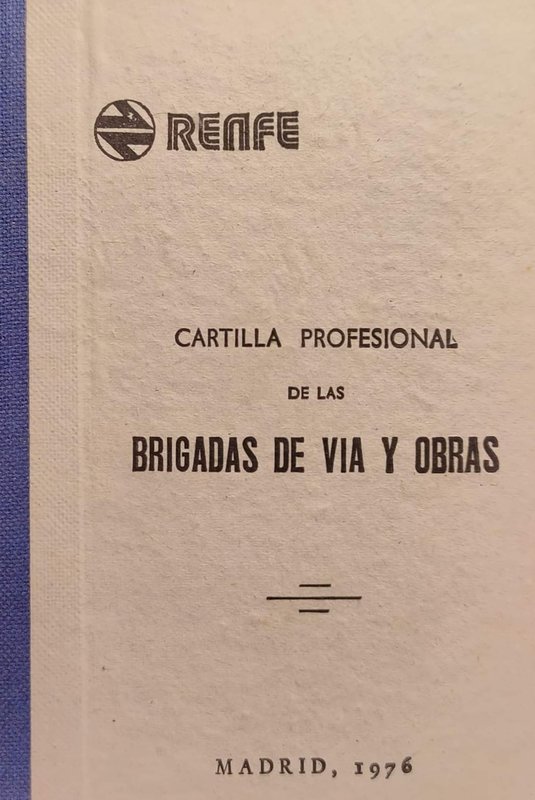 RENFE
CARTILLA PROFESIONAL
DE LAS
BRIGADAS DE VIA Y OBRAS
MADRID, 1976